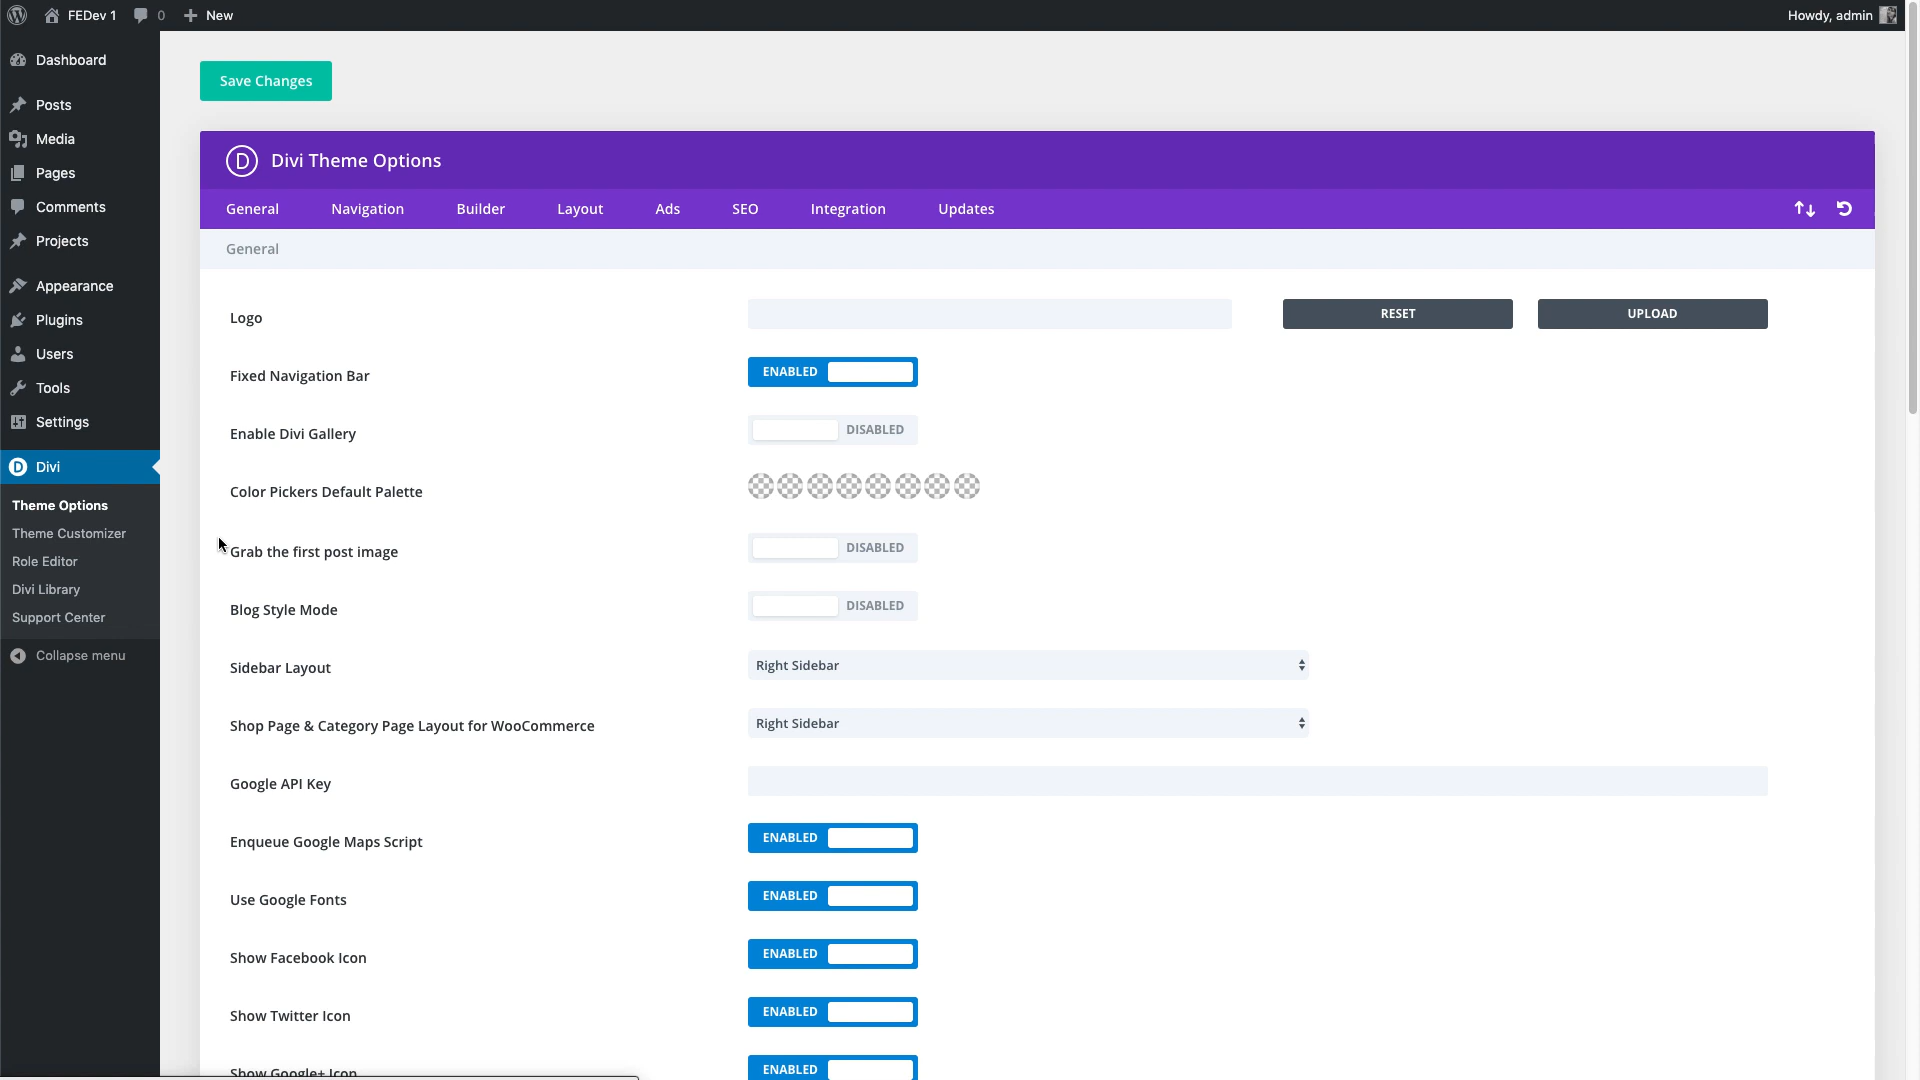 FEDev 1 0 New Howdy, admin
Dashboard
Posts
Media
Pages
Comments
Projects
Appearance
Plugins
Users
Tools
Settings
Divi
Theme Options
Theme Customizer
Role Editor
Divi Library
Support Center
Collapse menu
Save Changes
D Divi Theme Options
General Navigation Builder Layout Ads SEO Integration Updates
General
Logo RESET UPLOAD
Fixed Navigation Bar ENABLED
Enable Divi Gallery DISABLED
Color Pickers Default Palette
Grab the first post image DISABLED
Blog Style Mode DISABLED
Sidebar Layout Right Sidebar
Shop Page & Category Page Layout for WooCommerce Right Sidebar
Google API Key
Enqueue Google Maps Script ENABLED
Use Google Fonts ENABLED
Show Facebook Icon ENABLED
Show Twitter Icon ENABLED
Show Google+ Icon ENABLED